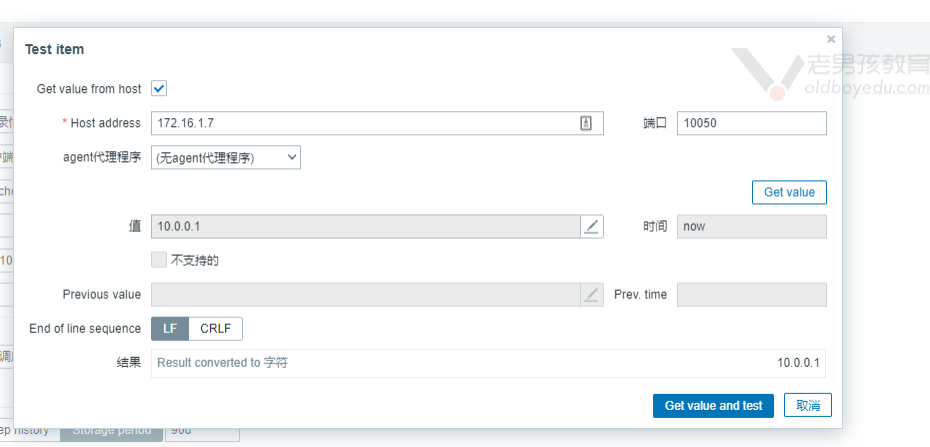 Test item
老男孩教育
oldboyedu.com
Get value from host
* Host address 172.16.1.7 端口 10050
agent代理程序 (无agent代理程序)
Get value
值 10.0.0.1 时间 now
不支持的
Previous value Prev. time
End of line sequence LF CRLF
结果 Result converted to 字符 10.0.0.1
Get value and test 取消
history Storage period 90d